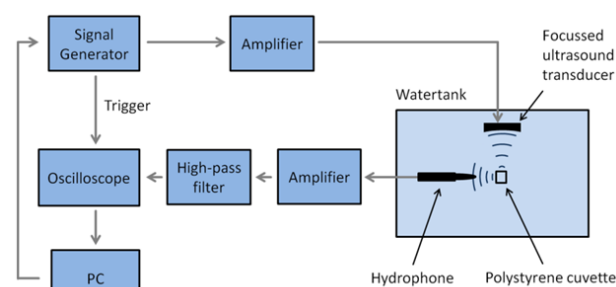 Signal
Generator
Amplifier
Focussed
ultrasound
transducer
Watertank
Trigger
Oscilloscope
High-pass
filter
Amplifier
PC
Hydrophone
Polystyrene cuvette